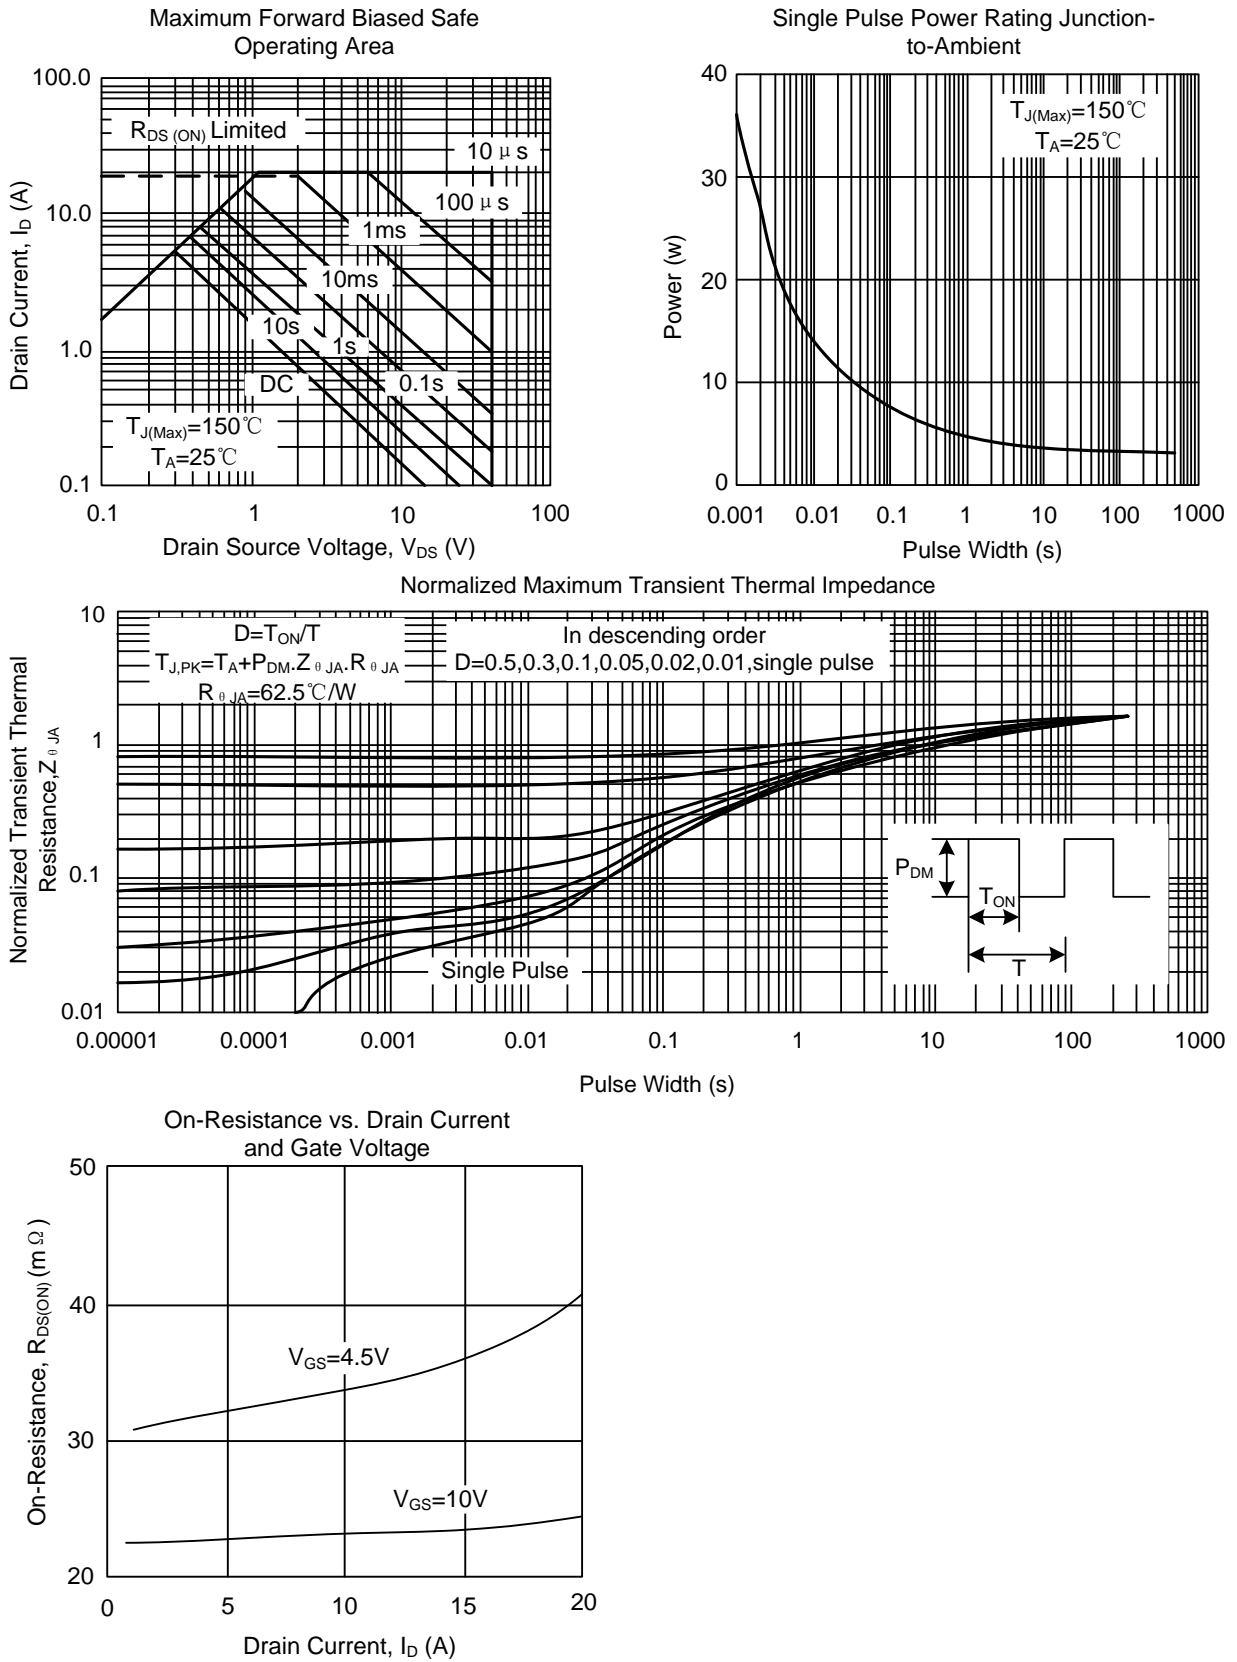 Maximum Forward Biased Safe
Operating Area
100.0
10.0
1.0
0.1
Drain Current, ID (A)
RDS (ON) Limited
10 μs
100 μs
1ms
10ms
10s
1s
DC
0.1s
TJ(Max)=150℃
TA=25℃
0.1
1
10
100
Drain Source Voltage, VDS (V)
Single Pulse Power Rating Junction-
to-Ambient
40
30
20
10
0
Power (w)
TJ(Max)=150℃
TA=25℃
0.001
0.01
0.1
1
10
100
1000
Pulse Width (s)
Normalized Maximum Transient Thermal Impedance
10
1
0.1
0.01
Normalized Transient Thermal
Resistance,ZθJA
D=TON/T
TJ,PK=TA+PDM.ZθJA.RθJA
RθJA=62.5℃/W
In descending order
D=0.5,0.3,0.1,0.05,0.02,0.01,single pulse
Single Pulse
PDM
TON
T
0.00001
0.0001
0.001
0.01
0.1
1
10
100
1000
Pulse Width (s)
On-Resistance vs. Drain Current
and Gate Voltage
50
40
30
20
On-Resistance, RDS(ON) (mΩ)
VGS=4.5V
VGS=10V
0
5
10
15
20
Drain Current, ID (A)